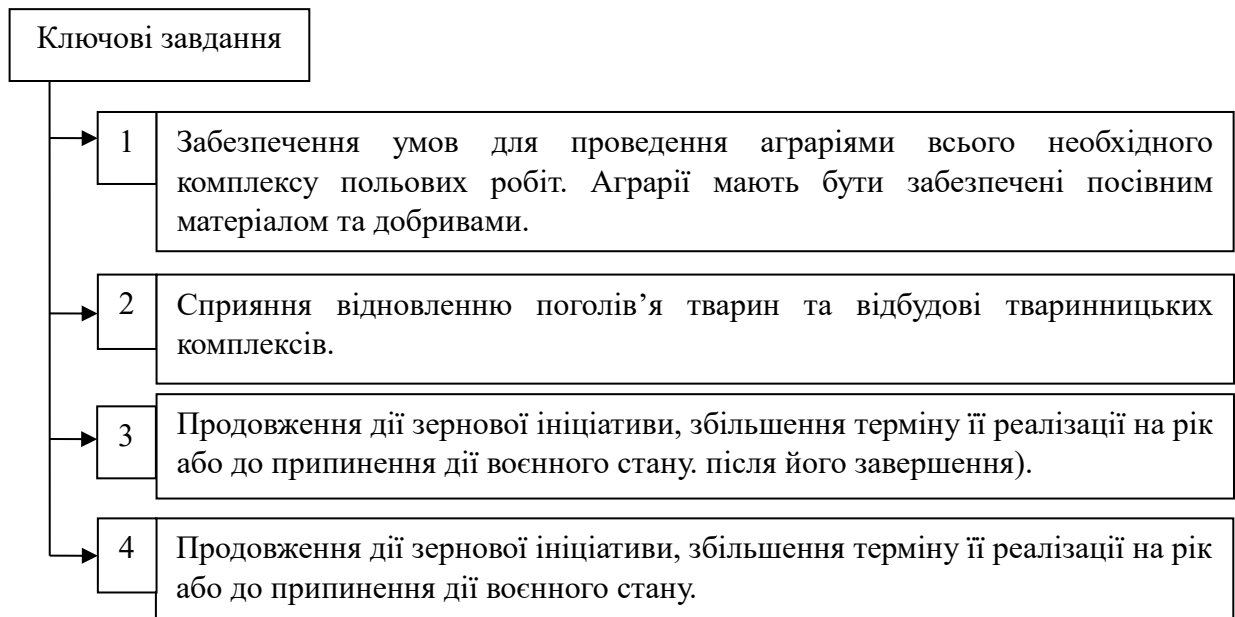 Ключові завдання
1
Забезпечення умов для проведення аграріями всього необхідного
комплексу польових робіт. Аграрії мають бути забезпечені посівним
матеріалом та добривами.
2
Сприяння відновленню поголів’я тварин та відбудові тваринницьких
комплексів.
3
Продовження дії зернової ініціативи, збільшення терміну її реалізації на рік
або до припинення дії воєнного стану. після його завершення).
4
Продовження дії зернової ініціативи, збільшення терміну її реалізації на рік
або до припинення дії воєнного стану.